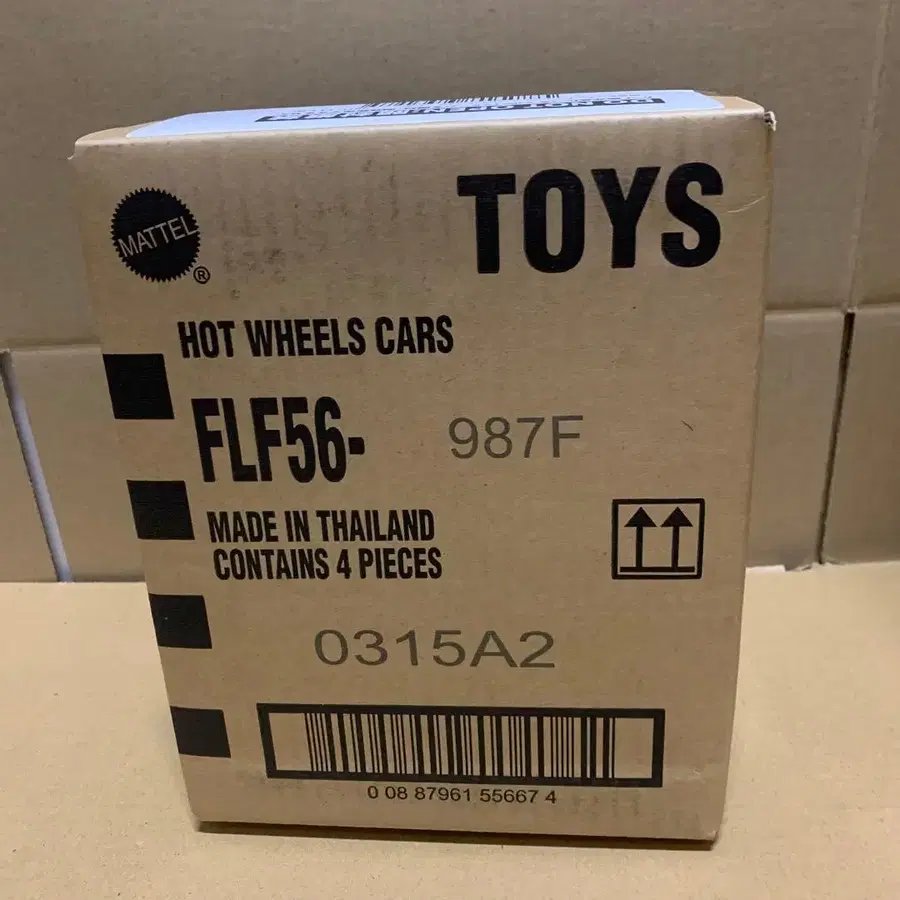 TOYS
MATTEL
®
HOT WHEELS CARS
FLF56- 987F
MADE IN THAILAND
CONTAINS 4 PIECES
0315A2
0 08 87961 55667 4